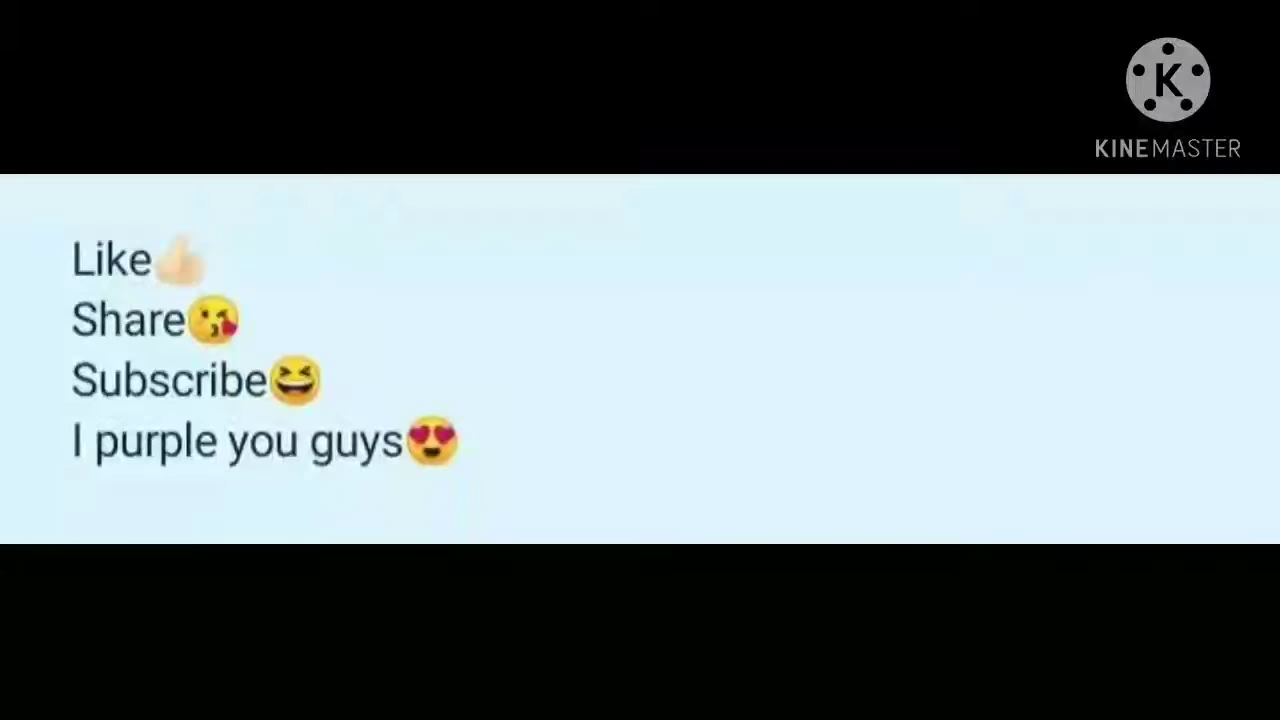 K
KINEMASTER
Like👍🏻
Share😘
Subscribe😆
I purple you guys😍